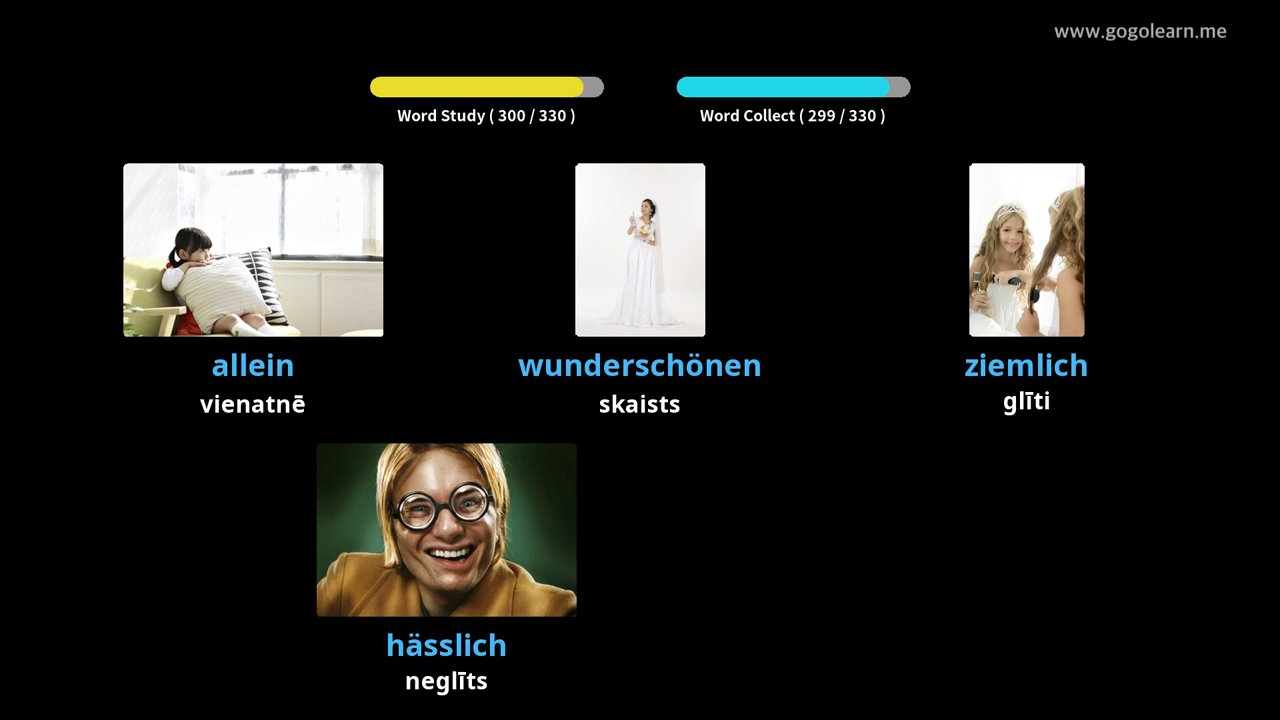 www.gogolearn.me
Word Study ( 300 / 330 )
Word Collect ( 299 / 330 )
allein
vienatnē
wunderschönen
skaists
ziemlich
glīti
hässlich
neglīts